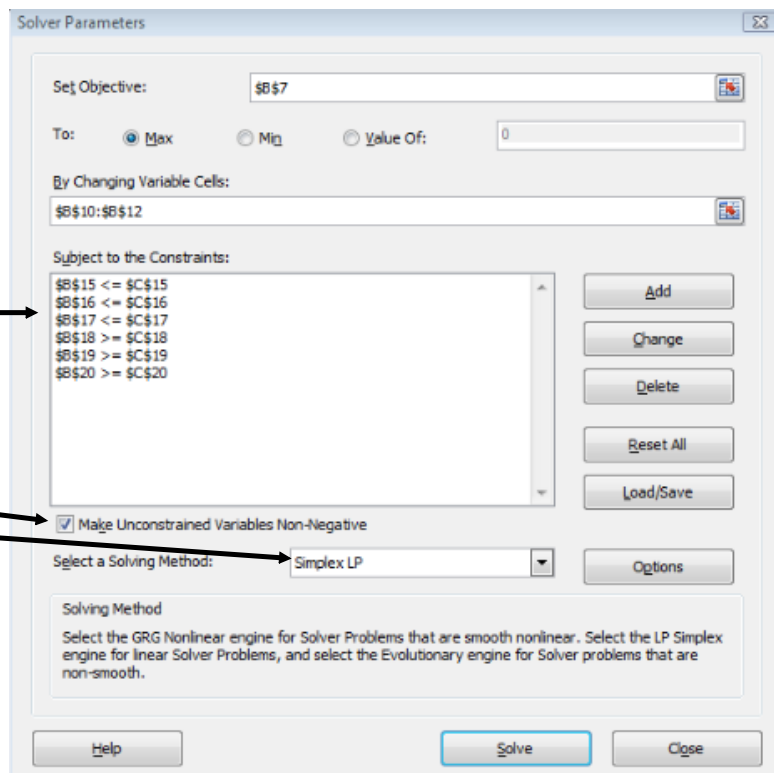 Solver Parameters
Set Objective: $B$7
To: Max Min Value Of: 0
By Changing Variable Cells:
$B$10:$B$12
Subject to the Constraints:
$B$15 <= $C$15
$B$16 <= $C$16
$B$17 <= $C$17
$B$18 >= $C$18
$B$19 >= $C$19
$B$20 >= $C$20
Add
Change
Delete
Reset All
Load/Save
Make Unconstrained Variables Non-Negative
Select a Solving Method: Simplex LP Options
Solving Method
Select the GRG Nonlinear engine for Solver Problems that are smooth nonlinear. Select the LP Simplex
engine for linear Solver Problems, and select the Evolutionary engine for Solver problems that are
non-smooth.
Help Solve Close